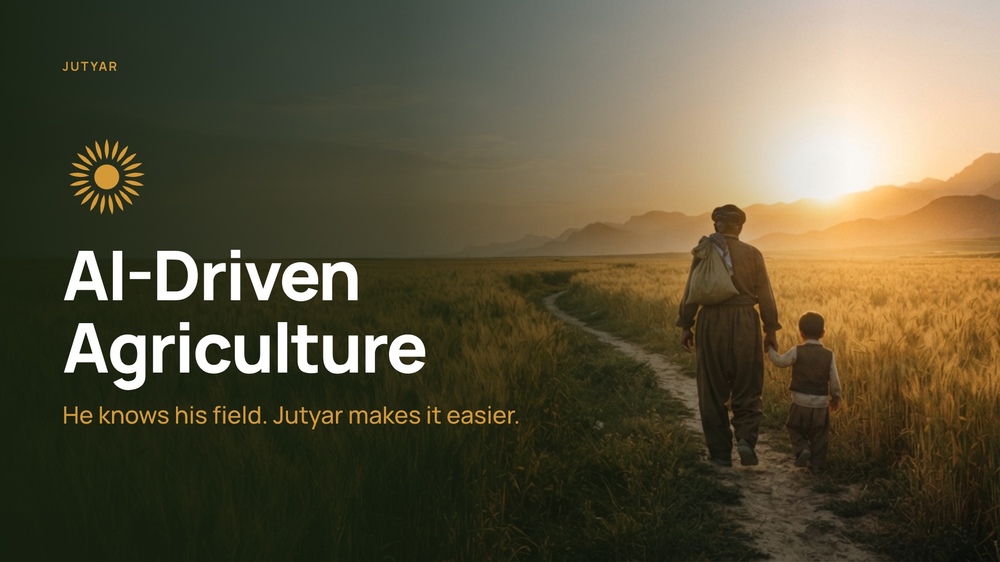 JUTYAR
AI-Driven
Agriculture
He knows his field. Jutyar makes it easier.